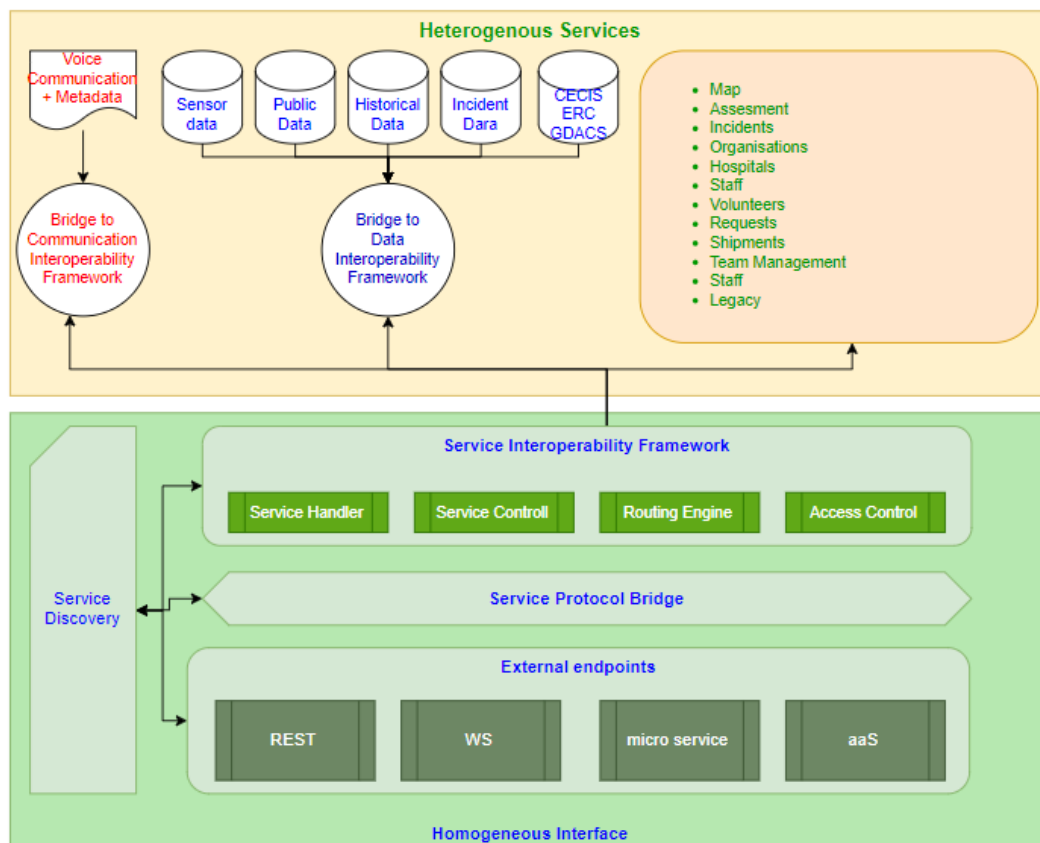 Heterogenous Services
Voice
Communication
+ Metadata
Sensor
data
Public
Data
Historical
Data
Incident
Dara
CECIS
ERC
GDACS
Map
Assesment
Incidents
Organisations
Hospitals
Staff
Volunteers
Requests
Shipments
Team Management
Staff
Legacy
Bridge to
Communication
Interoperability
Framework
Bridge to
Data
Interoperability
Framework
Service Interoperability Framework
Service Handler
Service Controll
Routing Engine
Access Control
Service
Discovery
Service Protocol Bridge
External endpoints
REST
WS
micro service
aaS
Homogeneous Interface